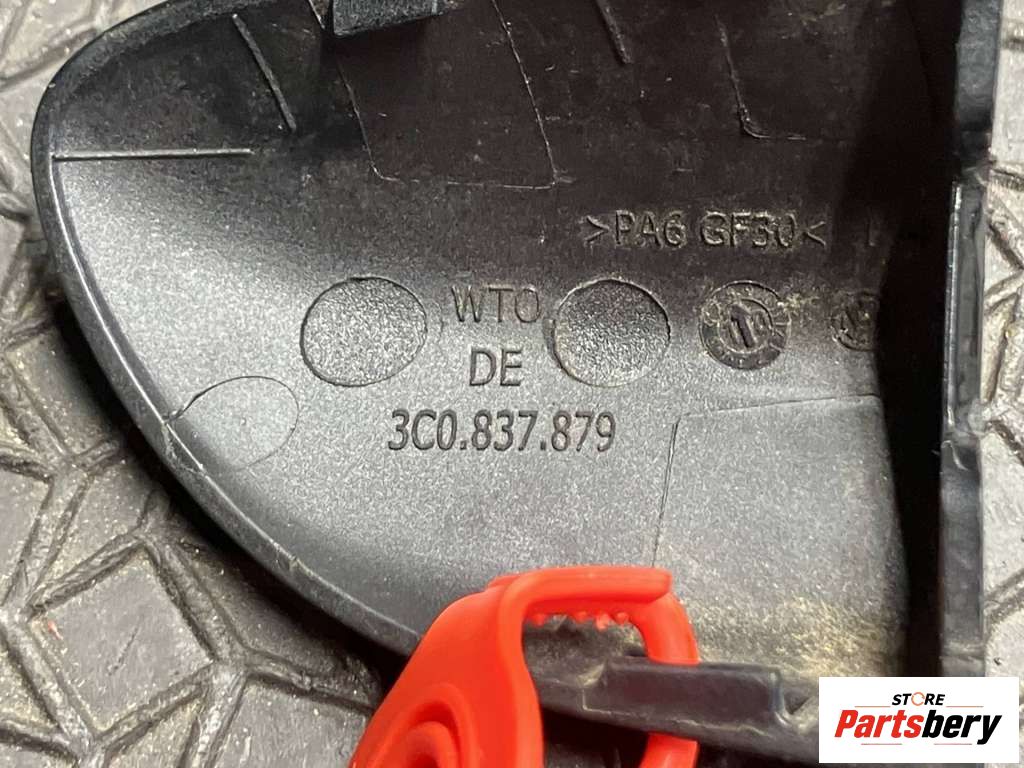 >PA6 GF30<
WTO
DE
3C0.837.879
STORE
Partsbery